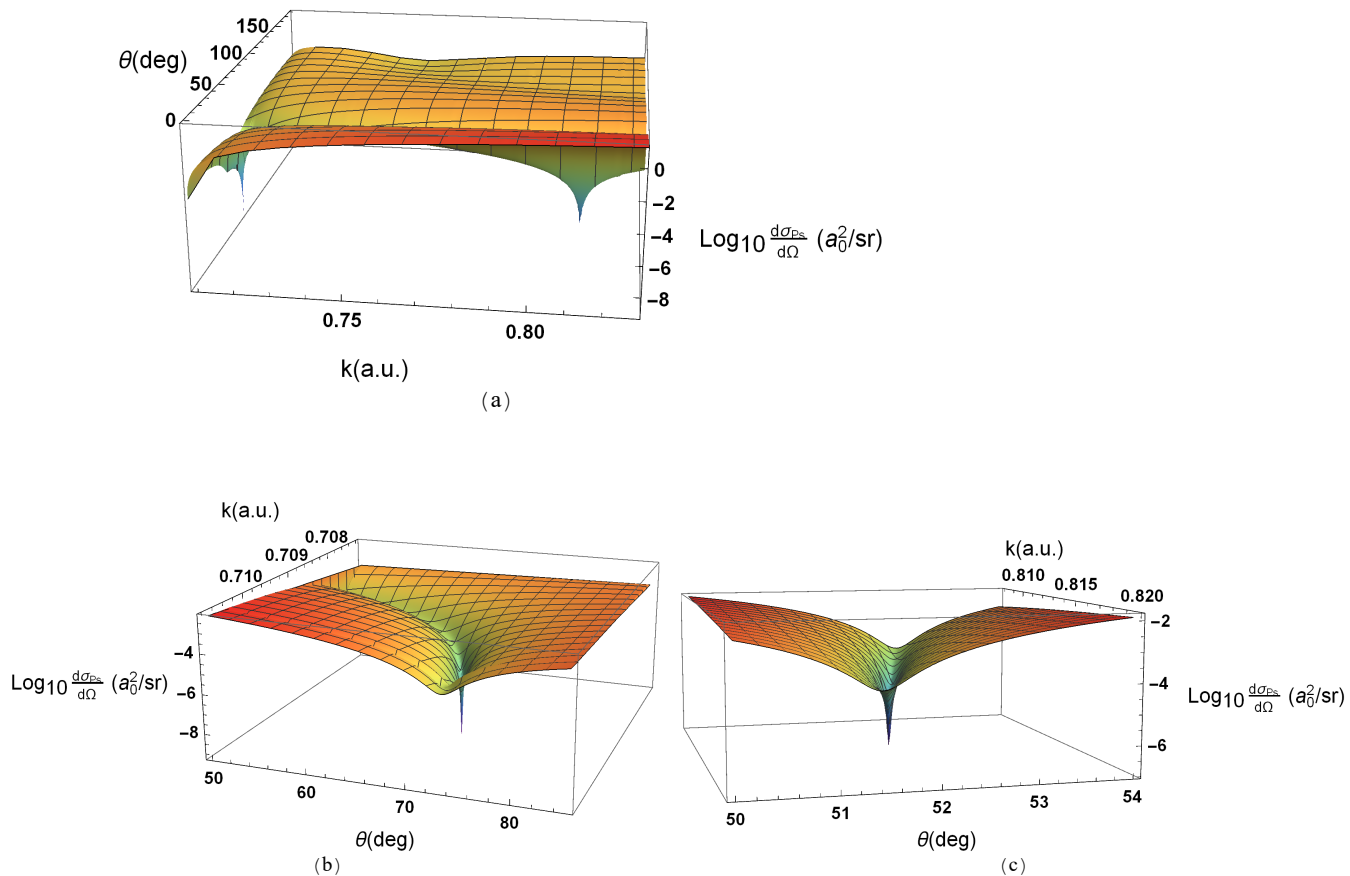 150
100
θ(deg)
50
0
0
−2
−4
−6
−8
Log10 dσPs/dΩ (a₀²/sr)
0.75
0.80
k(a.u.)
(a)
k(a.u.)
0.708
0.709
0.710
−4
−6
−8
Log10 dσPs/dΩ (a₀²/sr)
50
60
70
80
θ(deg)
(b)
k(a.u.)
0.810
0.815
0.820
−2
−4
−6
Log10 dσPs/dΩ (a₀²/sr)
50
51
52
53
54
θ(deg)
(c)